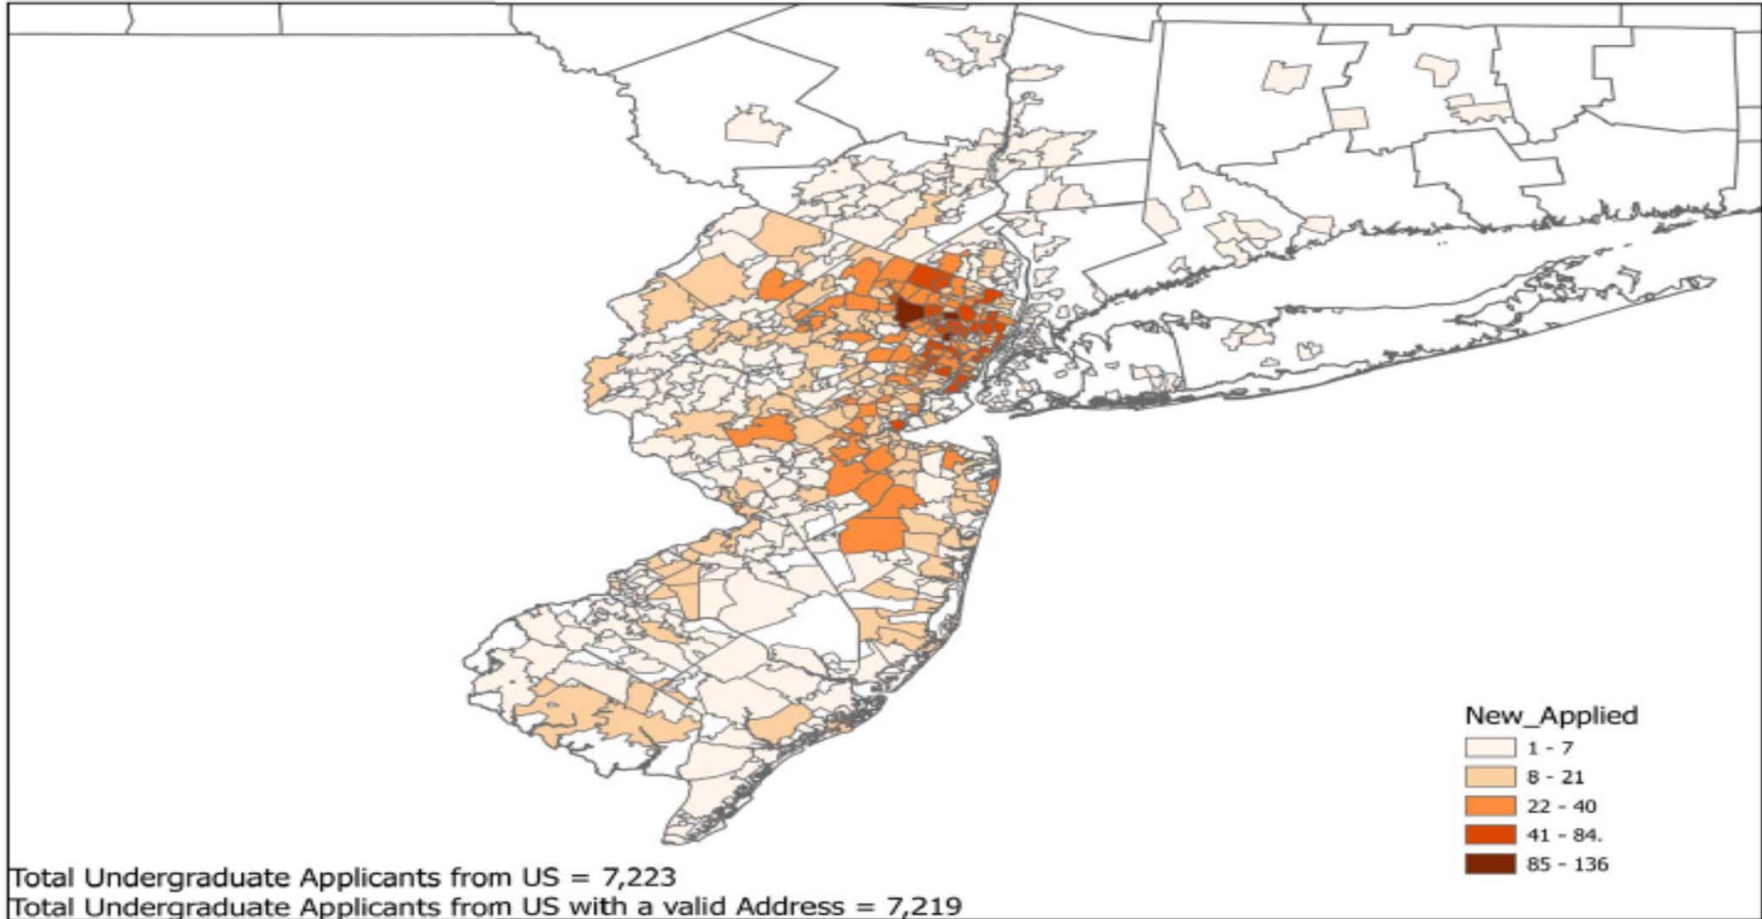 New_Applied
1 - 7
8 - 21
22 - 40
41 - 84.
85 - 136
Total Undergraduate Applicants from US = 7,223
Total Undergraduate Applicants from US with a valid Address = 7,219